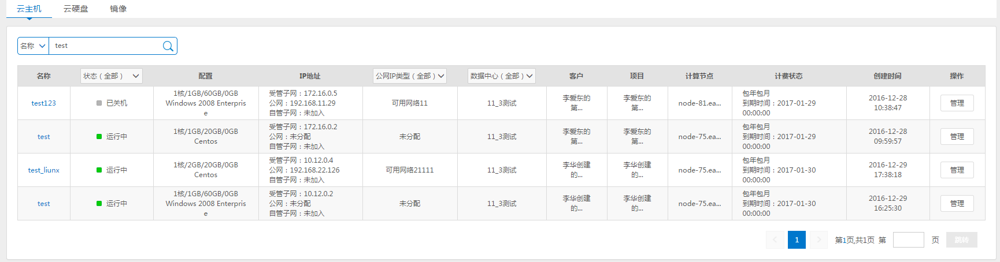 云主机 云硬盘 镜像
名称 test
名称 状态（全部） 配置 IP地址 公网IP类型（全部） 数据中心（全部） 客户 项目 计算节点 计费状态 创建时间 操作
test123 已关机
1核/1GB/60GB/0GB
Windows 2008 Enterpris
e
受管子网：172.16.0.5
公网：192.168.11.29
自管子网：未加入
可用网络11 11_3测试
李爱东的
第...
李爱东的
第...
node-81.ea...
包年包月
到期时间：2017-01-29
00:00:00
2016-12-28
10:38:47
管理
test 运行中
1核/1GB/20GB/0GB
Centos
受管子网：172.16.0.2
公网：未分配
自管子网：未加入
未分配 11_3测试
李爱东的
第...
李爱东的
第...
node-75.ea...
包年包月
到期时间：2017-01-29
00:00:00
2016-12-28
09:59:57
管理
test_liunx 运行中
1核/2GB/20GB/0GB
Centos
受管子网：10.12.0.4
公网：192.168.22.126
自管子网：未加入
可用网络21111 11_3测试
李华创建
的...
李华创建
的...
node-75.ea...
包年包月
到期时间：2017-01-30
00:00:00
2016-12-29
17:38:18
管理
test 运行中
1核/1GB/60GB/0GB
Windows 2008 Enterpris
e
受管子网：10.12.0.2
公网：未分配
自管子网：未加入
未分配 11_3测试
李华创建
的...
李华创建
的...
node-75.ea...
包年包月
到期时间：2017-01-30
00:00:00
2016-12-29
16:25:30
管理
1 第1页,共1页 第 页 跳转